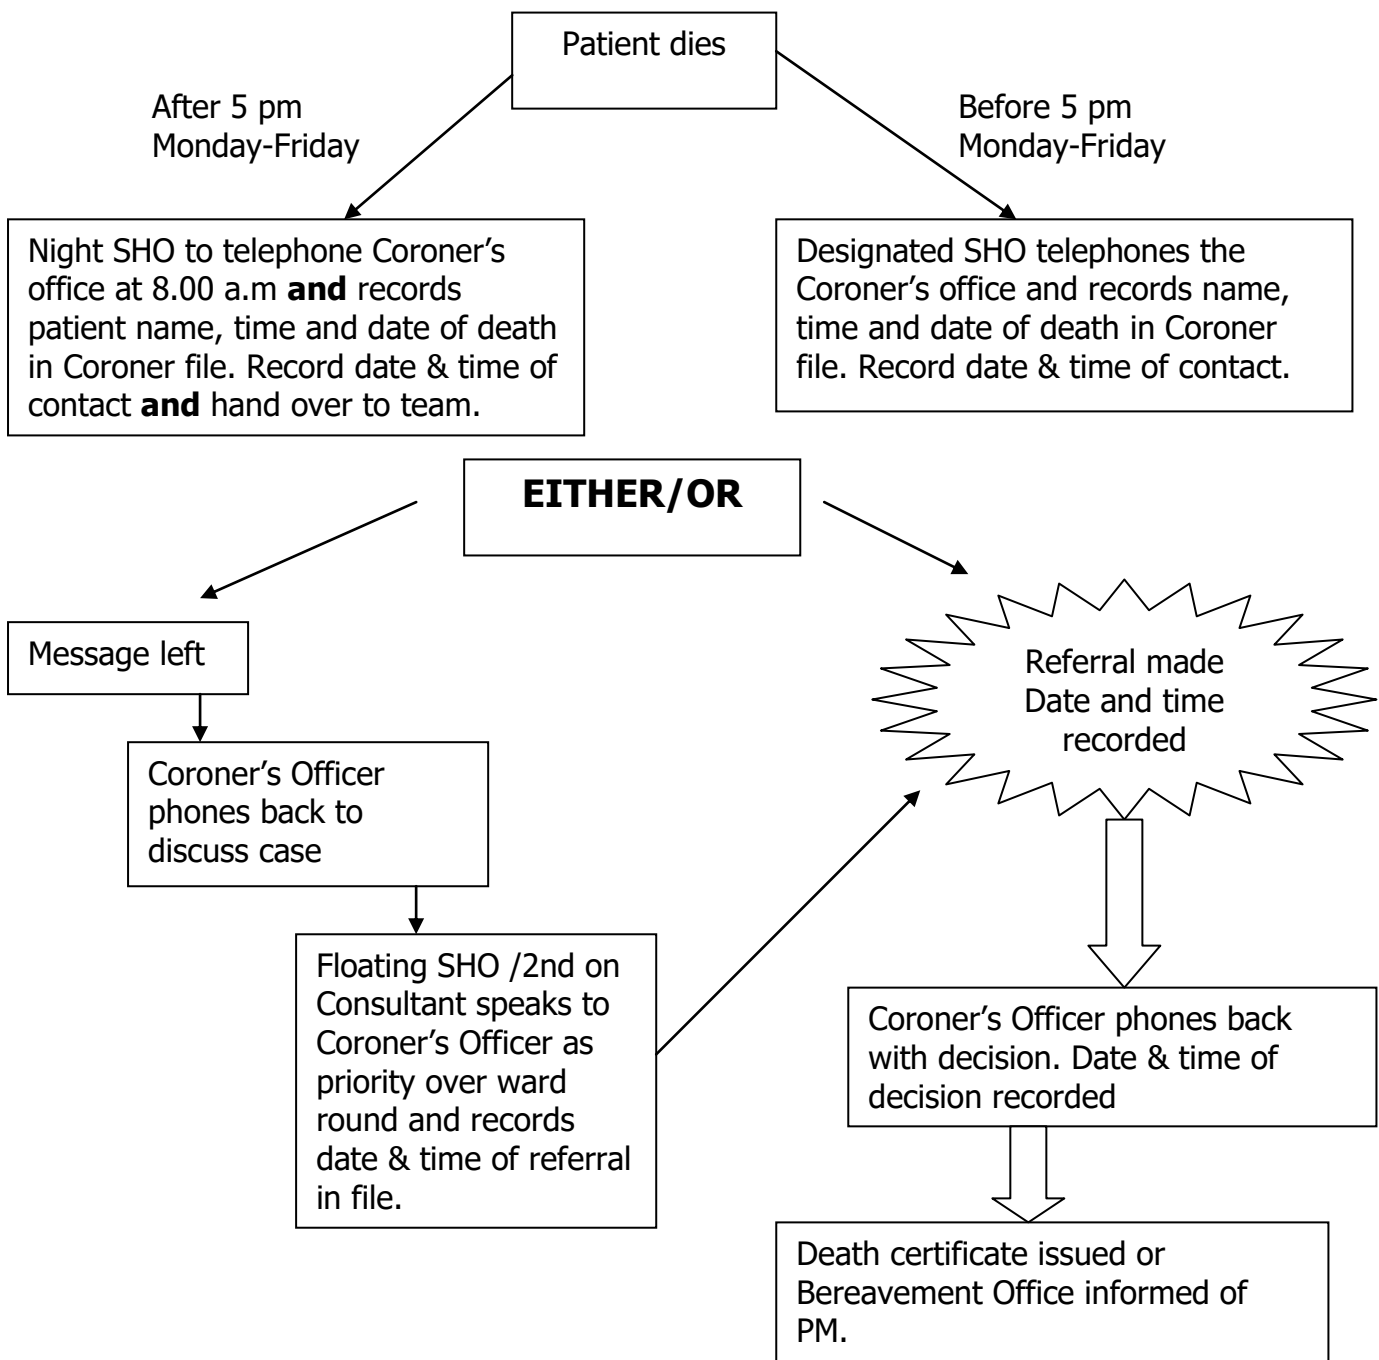 Patient dies
After 5 pm
Monday-Friday
Before 5 pm
Monday-Friday
Night SHO to telephone Coroner’s
office at 8.00 a.m and records
patient name, time and date of death
in Coroner file. Record date & time of
contact and hand over to team.
Designated SHO telephones the
Coroner’s office and records name,
time and date of death in Coroner
file. Record date & time of contact.
EITHER/OR
Message left
Referral made
Date and time
recorded
Coroner’s Officer
phones back to
discuss case
Floating SHO /2nd on
Consultant speaks to
Coroner’s Officer as
priority over ward
round and records
date & time of referral
in file.
Coroner’s Officer phones back
with decision. Date & time of
decision recorded
Death certificate issued or
Bereavement Office informed of
PM.